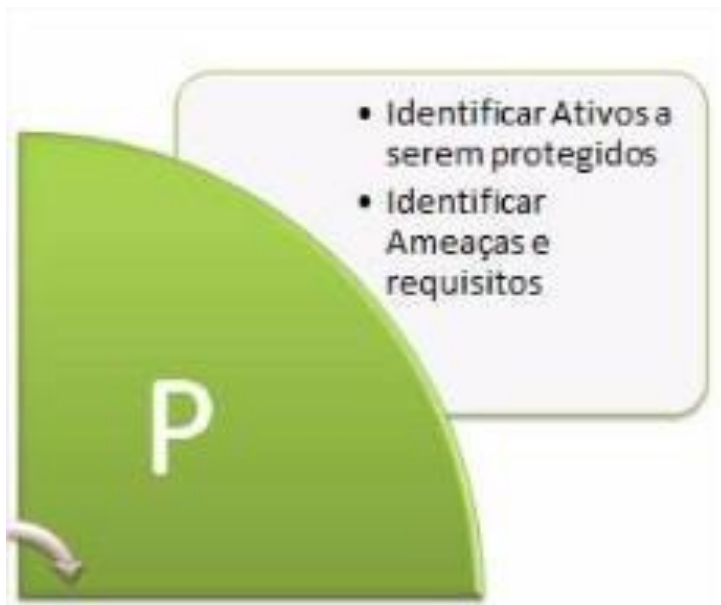 • Identificar Ativos a
serem protegidos
• Identificar
Ameaças e
requisitos
P